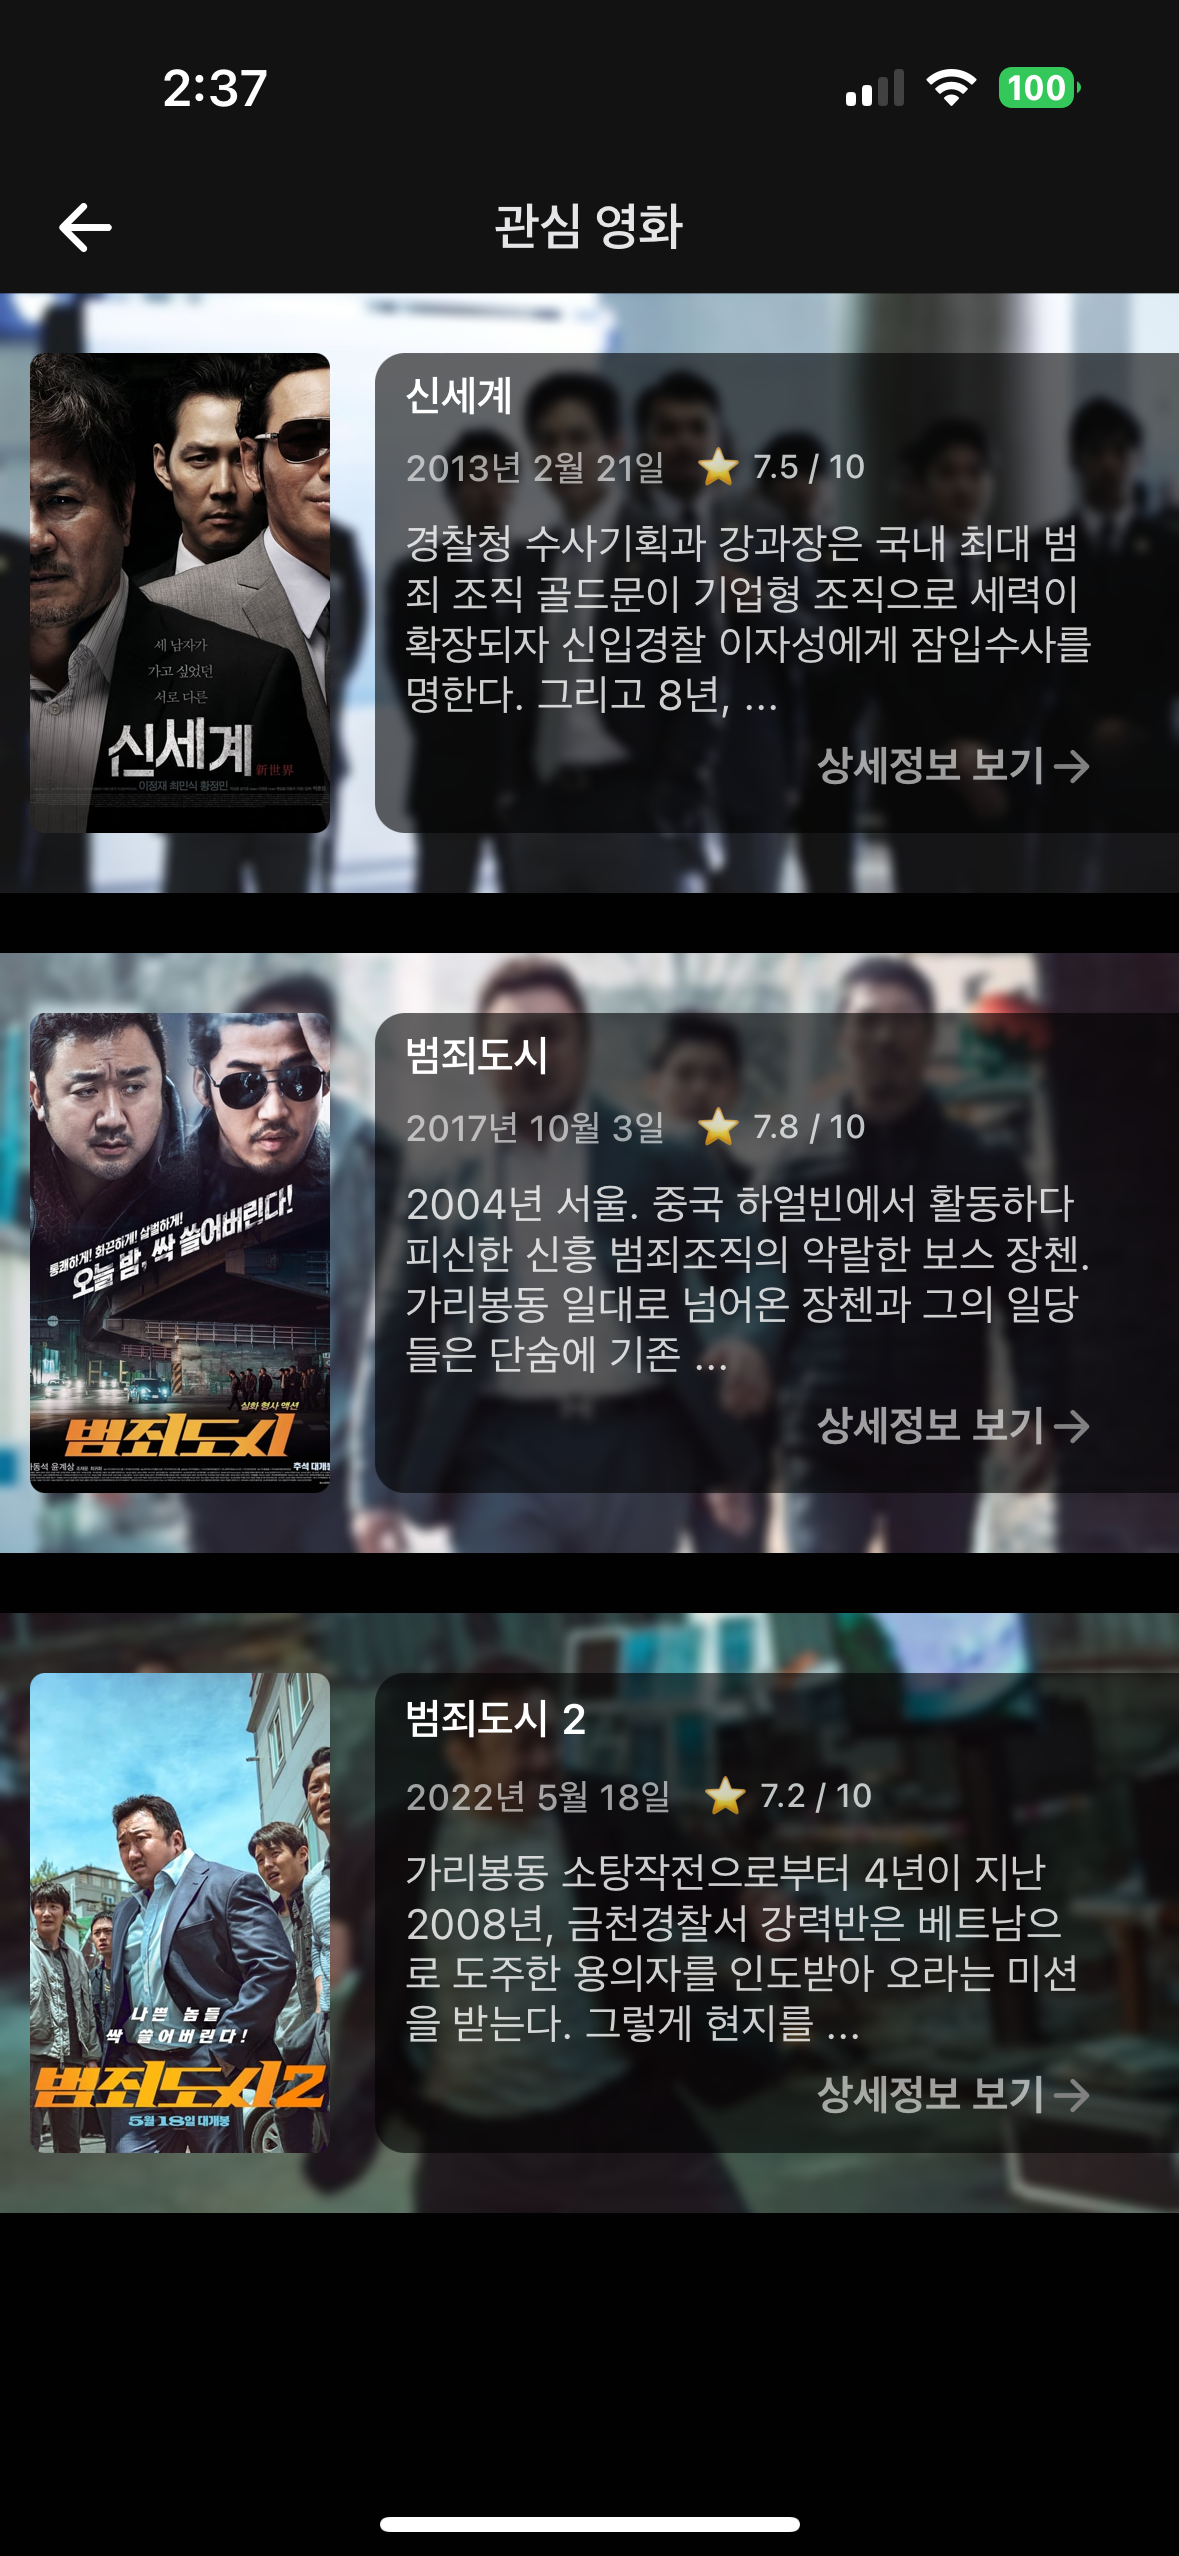 2:37
100
관심 영화
세 남자가
가고 싶었던
서로 다른
신세계 新世界
이정재 최민식 황정민
신세계
2013년 2월 21일 ⭐ 7.5 / 10
경찰청 수사기획과 강과장은 국내 최대 범
죄 조직 골드문이 기업형 조직으로 세력이
확장되자 신입경찰 이자성에게 잠입수사를
명한다. 그리고 8년, ...
상세정보 보기 →
통쾌하게! 화끈하게! 살벌하게!
오늘 밤, 싹 쓸어버린다!
실화 형사 액션
범죄도시
마동석 윤계상
추석 대개봉
범죄도시
2017년 10월 3일 ⭐ 7.8 / 10
2004년 서울. 중국 하얼빈에서 활동하다
피신한 신흥 범죄조직의 악랄한 보스 장첸.
가리봉동 일대로 넘어온 장첸과 그의 일당
들은 단숨에 기존 ...
상세정보 보기 →
나쁜 놈들
싹 쓸어버린다!
범죄도시2
5월 18일 대개봉
범죄도시 2
2022년 5월 18일 ⭐ 7.2 / 10
가리봉동 소탕작전으로부터 4년이 지난
2008년, 금천경찰서 강력반은 베트남으
로 도주한 용의자를 인도받아 오라는 미션
을 받는다. 그렇게 현지를 ...
상세정보 보기 →